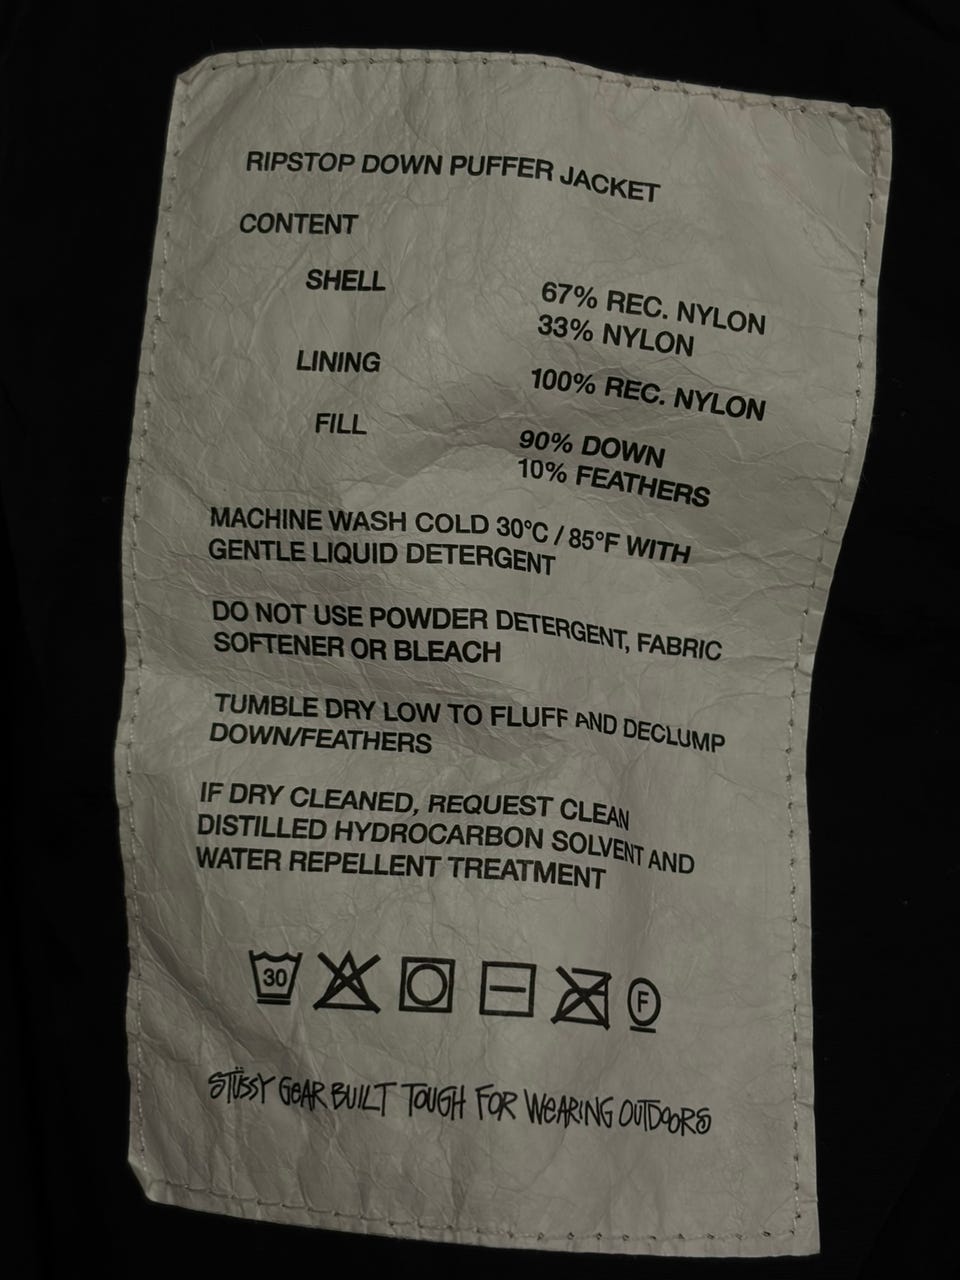 RIPSTOP DOWN PUFFER JACKET
CONTENT
SHELL 67% REC. NYLON
33% NYLON
LINING 100% REC. NYLON
FILL 90% DOWN
10% FEATHERS
MACHINE WASH COLD 30°C / 85°F WITH
GENTLE LIQUID DETERGENT
DO NOT USE POWDER DETERGENT, FABRIC
SOFTENER OR BLEACH
TUMBLE DRY LOW TO FLUFF AND DECLUMP
DOWN/FEATHERS
IF DRY CLEANED, REQUEST CLEAN
DISTILLED HYDROCARBON SOLVENT AND
WATER REPELLENT TREATMENT
30 F
STÜSSY GEAR BUILT TOUGH FOR WEARING OUTDOORS